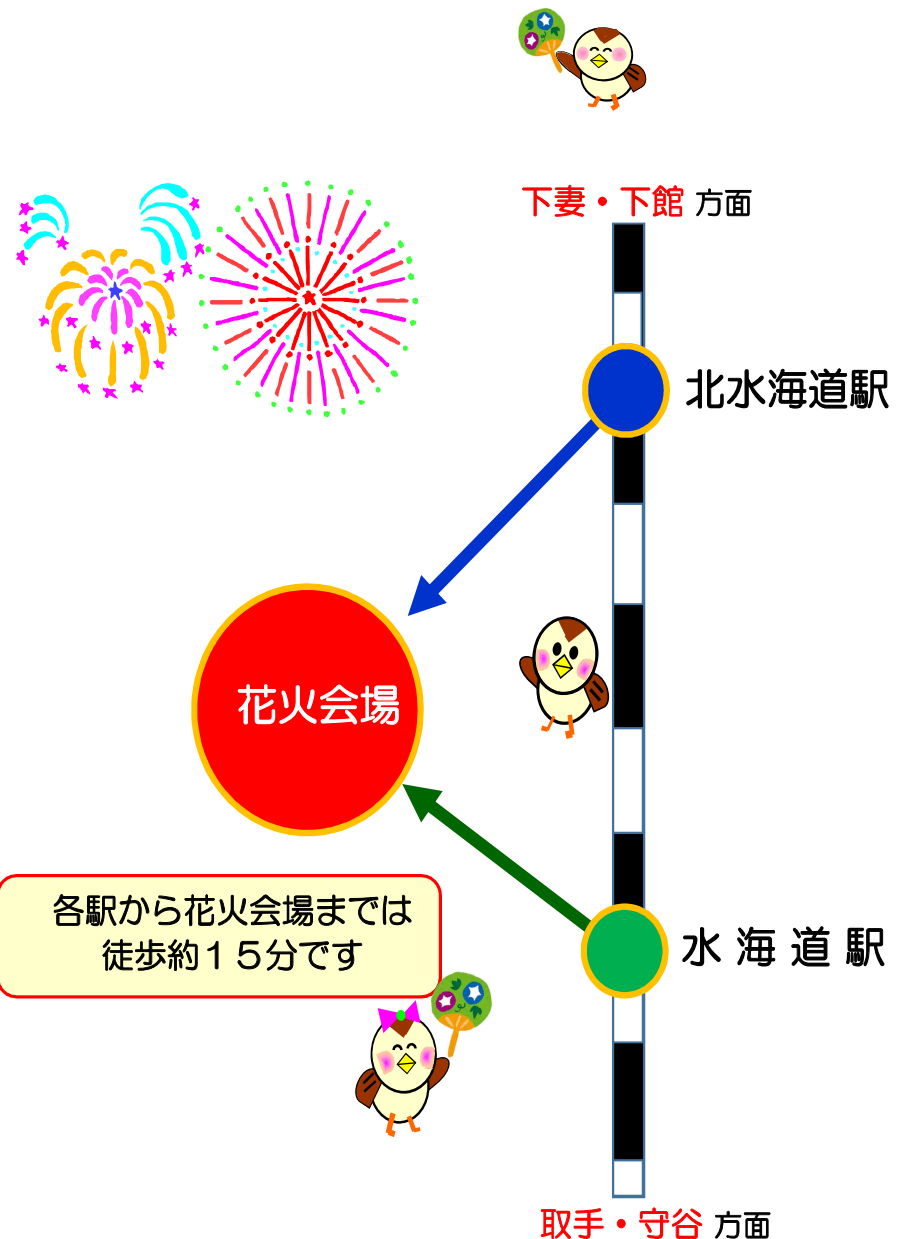 下妻・下館 方面
北水海道駅
花火会場
各駅から花火会場までは
徒歩約１５分です
水 海 道 駅
取手・守谷 方面